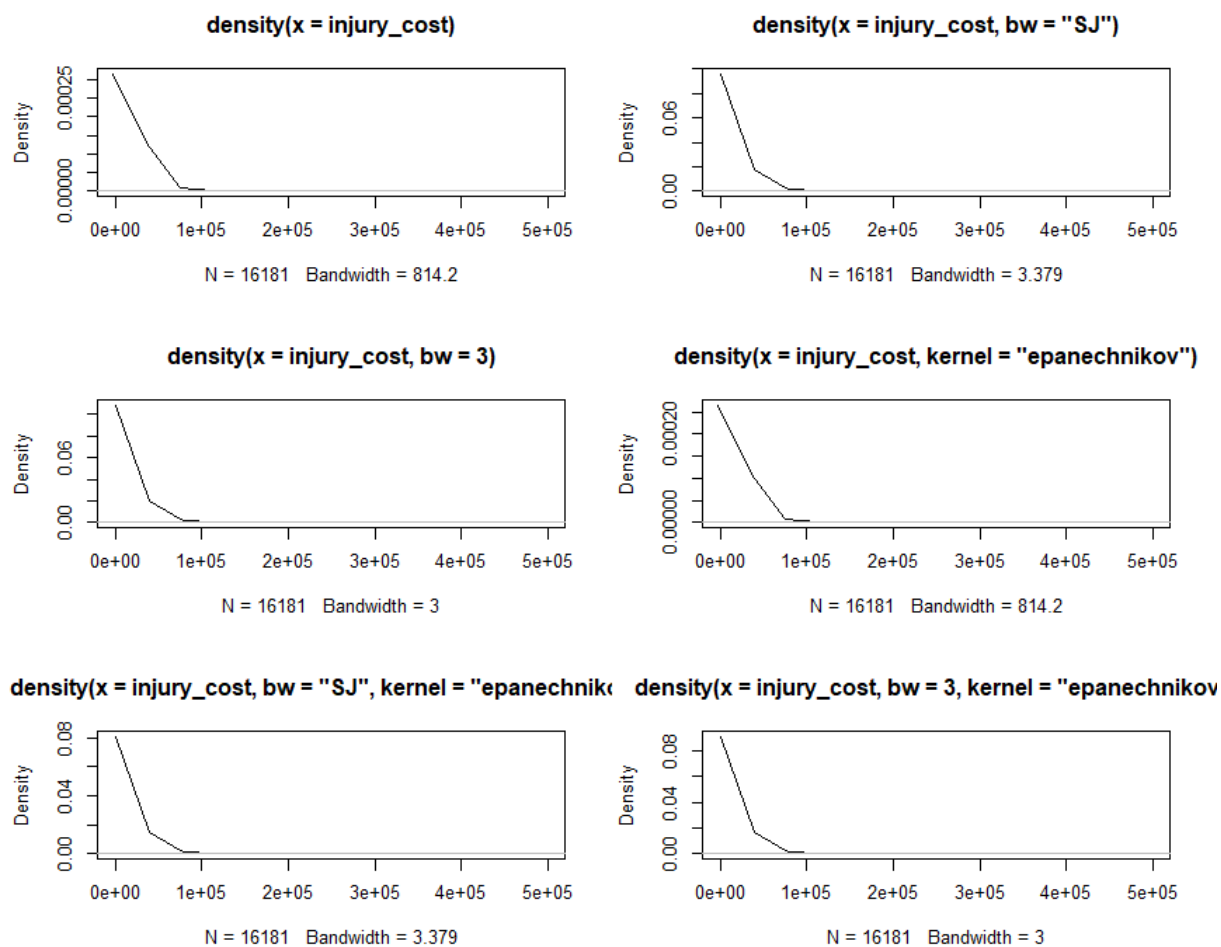 density(x = injury_cost)
Density
0.00025
0.00000
0e+00 1e+05 2e+05 3e+05 4e+05 5e+05
N = 16181 Bandwidth = 814.2
density(x = injury_cost, bw = "SJ")
Density
0.06
0.00
0e+00 1e+05 2e+05 3e+05 4e+05 5e+05
N = 16181 Bandwidth = 3.379
density(x = injury_cost, bw = 3)
Density
0.06
0.00
0e+00 1e+05 2e+05 3e+05 4e+05 5e+05
N = 16181 Bandwidth = 3
density(x = injury_cost, kernel = "epanechnikov")
Density
0.00020
0.00000
0e+00 1e+05 2e+05 3e+05 4e+05 5e+05
N = 16181 Bandwidth = 814.2
density(x = injury_cost, bw = "SJ", kernel = "epanechnik
Density
0.08
0.04
0.00
0e+00 1e+05 2e+05 3e+05 4e+05 5e+05
N = 16181 Bandwidth = 3.379
density(x = injury_cost, bw = 3, kernel = "epanechnikov
Density
0.08
0.04
0.00
0e+00 1e+05 2e+05 3e+05 4e+05 5e+05
N = 16181 Bandwidth = 3